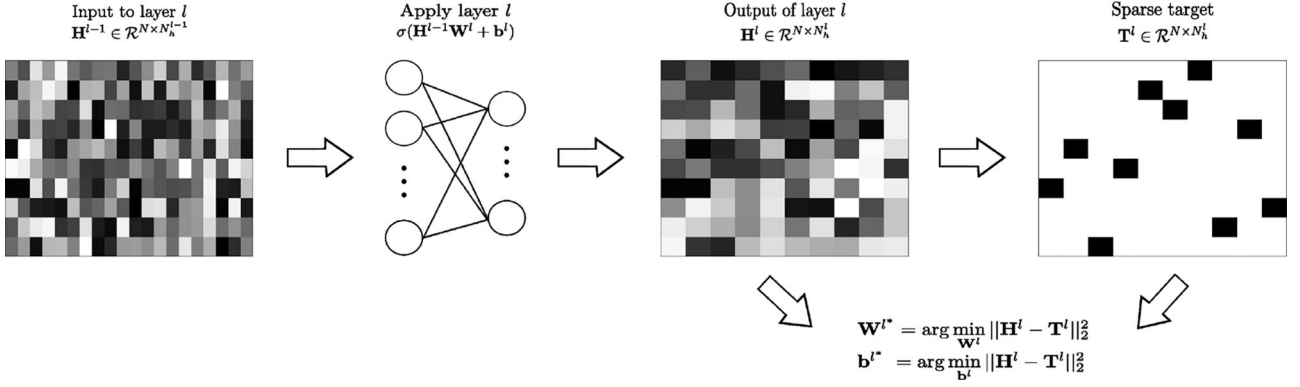 Input to layer l
H^{l-1} ∈ R^{N×N_h^{l-1}}
Apply layer l
σ(H^{l-1}W^l + b^l)
Output of layer l
H^l ∈ R^{N×N_h^l}
Sparse target
T^l ∈ R^{N×N_h^l}
W^{l*} = arg min_{W^l} ||H^l − T^l||_2^2
b^{l*} = arg min_{b^l} ||H^l − T^l||_2^2